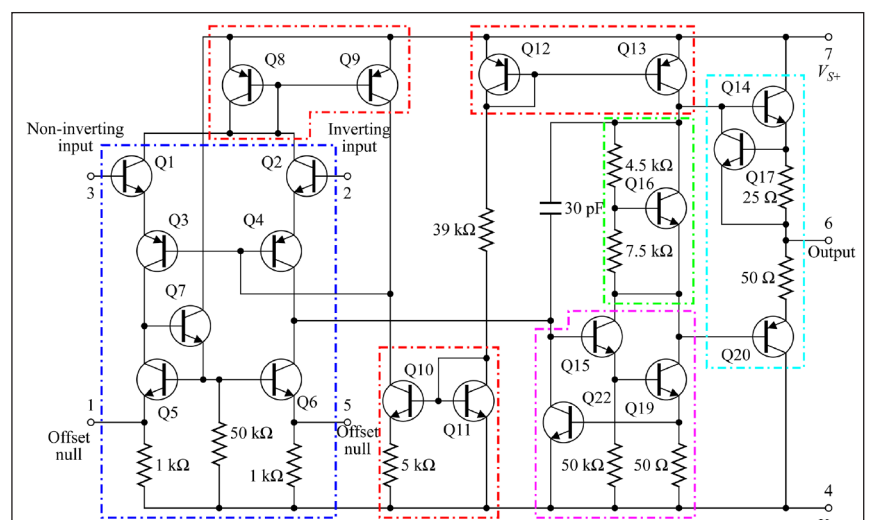 Q8
Q9
Q12
Q13
7
V_S+
Q14
Non-inverting
input
Inverting
input
Q1
Q2
3
2
4.5 kΩ
Q16
Q17
25 Ω
Q3
Q4
39 kΩ
30 pF
6
Output
7.5 kΩ
50 Ω
Q7
Q15
Q20
Q10
Q5
Q6
Q22
Q19
1
5
Q11
Offset
null
Offset
null
50 kΩ
1 kΩ
1 kΩ
5 kΩ
50 kΩ
50 Ω
4